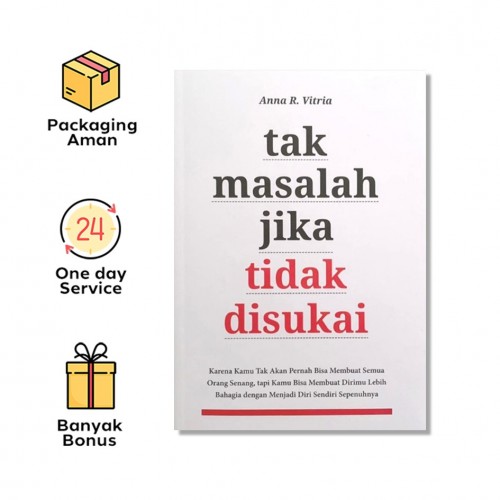 Packaging
Aman
24
One day
Service
Banyak
Bonus
Anna R. Vitria
tak
masalah
jika
tidak
disukai
Karena Kamu Tak Akan Pernah Bisa Membuat Semua
Orang Senang, tapi Kamu Bisa Membuat Dirimu Lebih
Bahagia dengan Menjadi Diri Sendiri Sepenuhnya